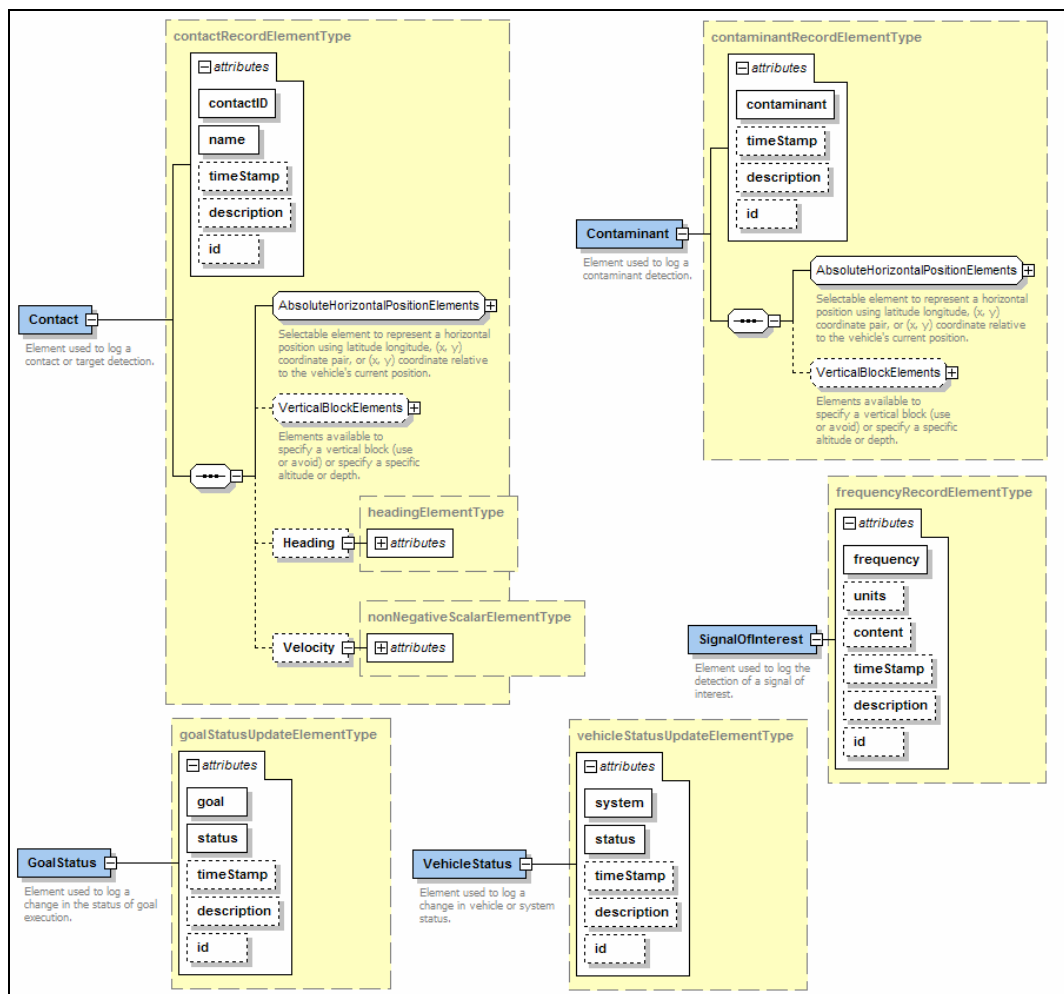 contactRecordElementType
attributes
contactID
name
timeStamp
description
id
Contact
Element used to log a
contact or target detection.
AbsoluteHorizontalPositionElements
Selectable element to represent a horizontal
position using latitude longitude, (x, y)
coordinate pair, or (x, y) coordinate relative
to the vehicle's current position.
VerticalBlockElements
Elements available to
specify a vertical block (use
or avoid) or specify a specific
altitude or depth.
headingElementType
Heading
attributes
nonNegativeScalarElementType
Velocity
attributes
contaminantRecordElementType
attributes
contaminant
timeStamp
description
id
Contaminant
Element used to log a
contaminant detection.
AbsoluteHorizontalPositionElements
Selectable element to represent a horizontal
position using latitude longitude, (x, y)
coordinate pair, or (x, y) coordinate relative
to the vehicle's current position.
VerticalBlockElements
Elements available to
specify a vertical block (use
or avoid) or specify a specific
altitude or depth.
frequencyRecordElementType
attributes
frequency
units
content
timeStamp
description
id
SignalOfInterest
Element used to log the
detection of a signal of
interest.
goalStatusUpdateElementType
attributes
goal
status
timeStamp
description
id
GoalStatus
Element used to log a
change in the status of goal
execution.
vehicleStatusUpdateElementType
attributes
system
status
timeStamp
description
id
VehicleStatus
Element used to log a
change in vehicle or system
status.